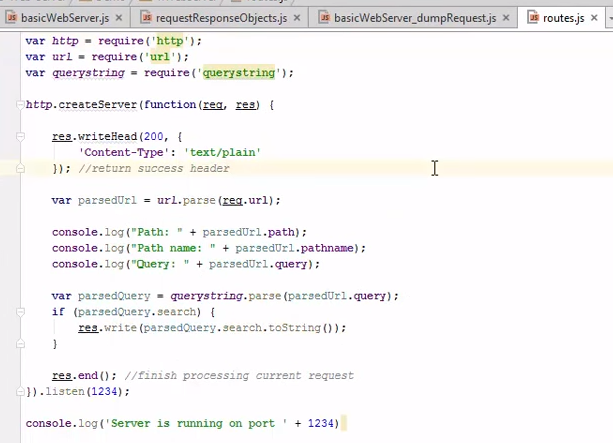 basicWebServer.js × requestResponseObjects.js × basicWebServer_dumpRequest.js × routes.js ×
var http = require('http');
var url = require('url');
var querystring = require('querystring');
http.createServer(function(req, res) {
res.writeHead(200, {
'Content-Type': 'text/plain'
}); //return success header
var parsedUrl = url.parse(req.url);
console.log("Path: " + parsedUrl.path);
console.log("Path name: " + parsedUrl.pathname);
console.log("Query: " + parsedUrl.query);
var parsedQuery = querystring.parse(parsedUrl.query);
if (parsedQuery.search) {
res.write(parsedQuery.search.toString());
}
res.end(); //finish processing current request
}).listen(1234);
console.log('Server is running on port ' + 1234)